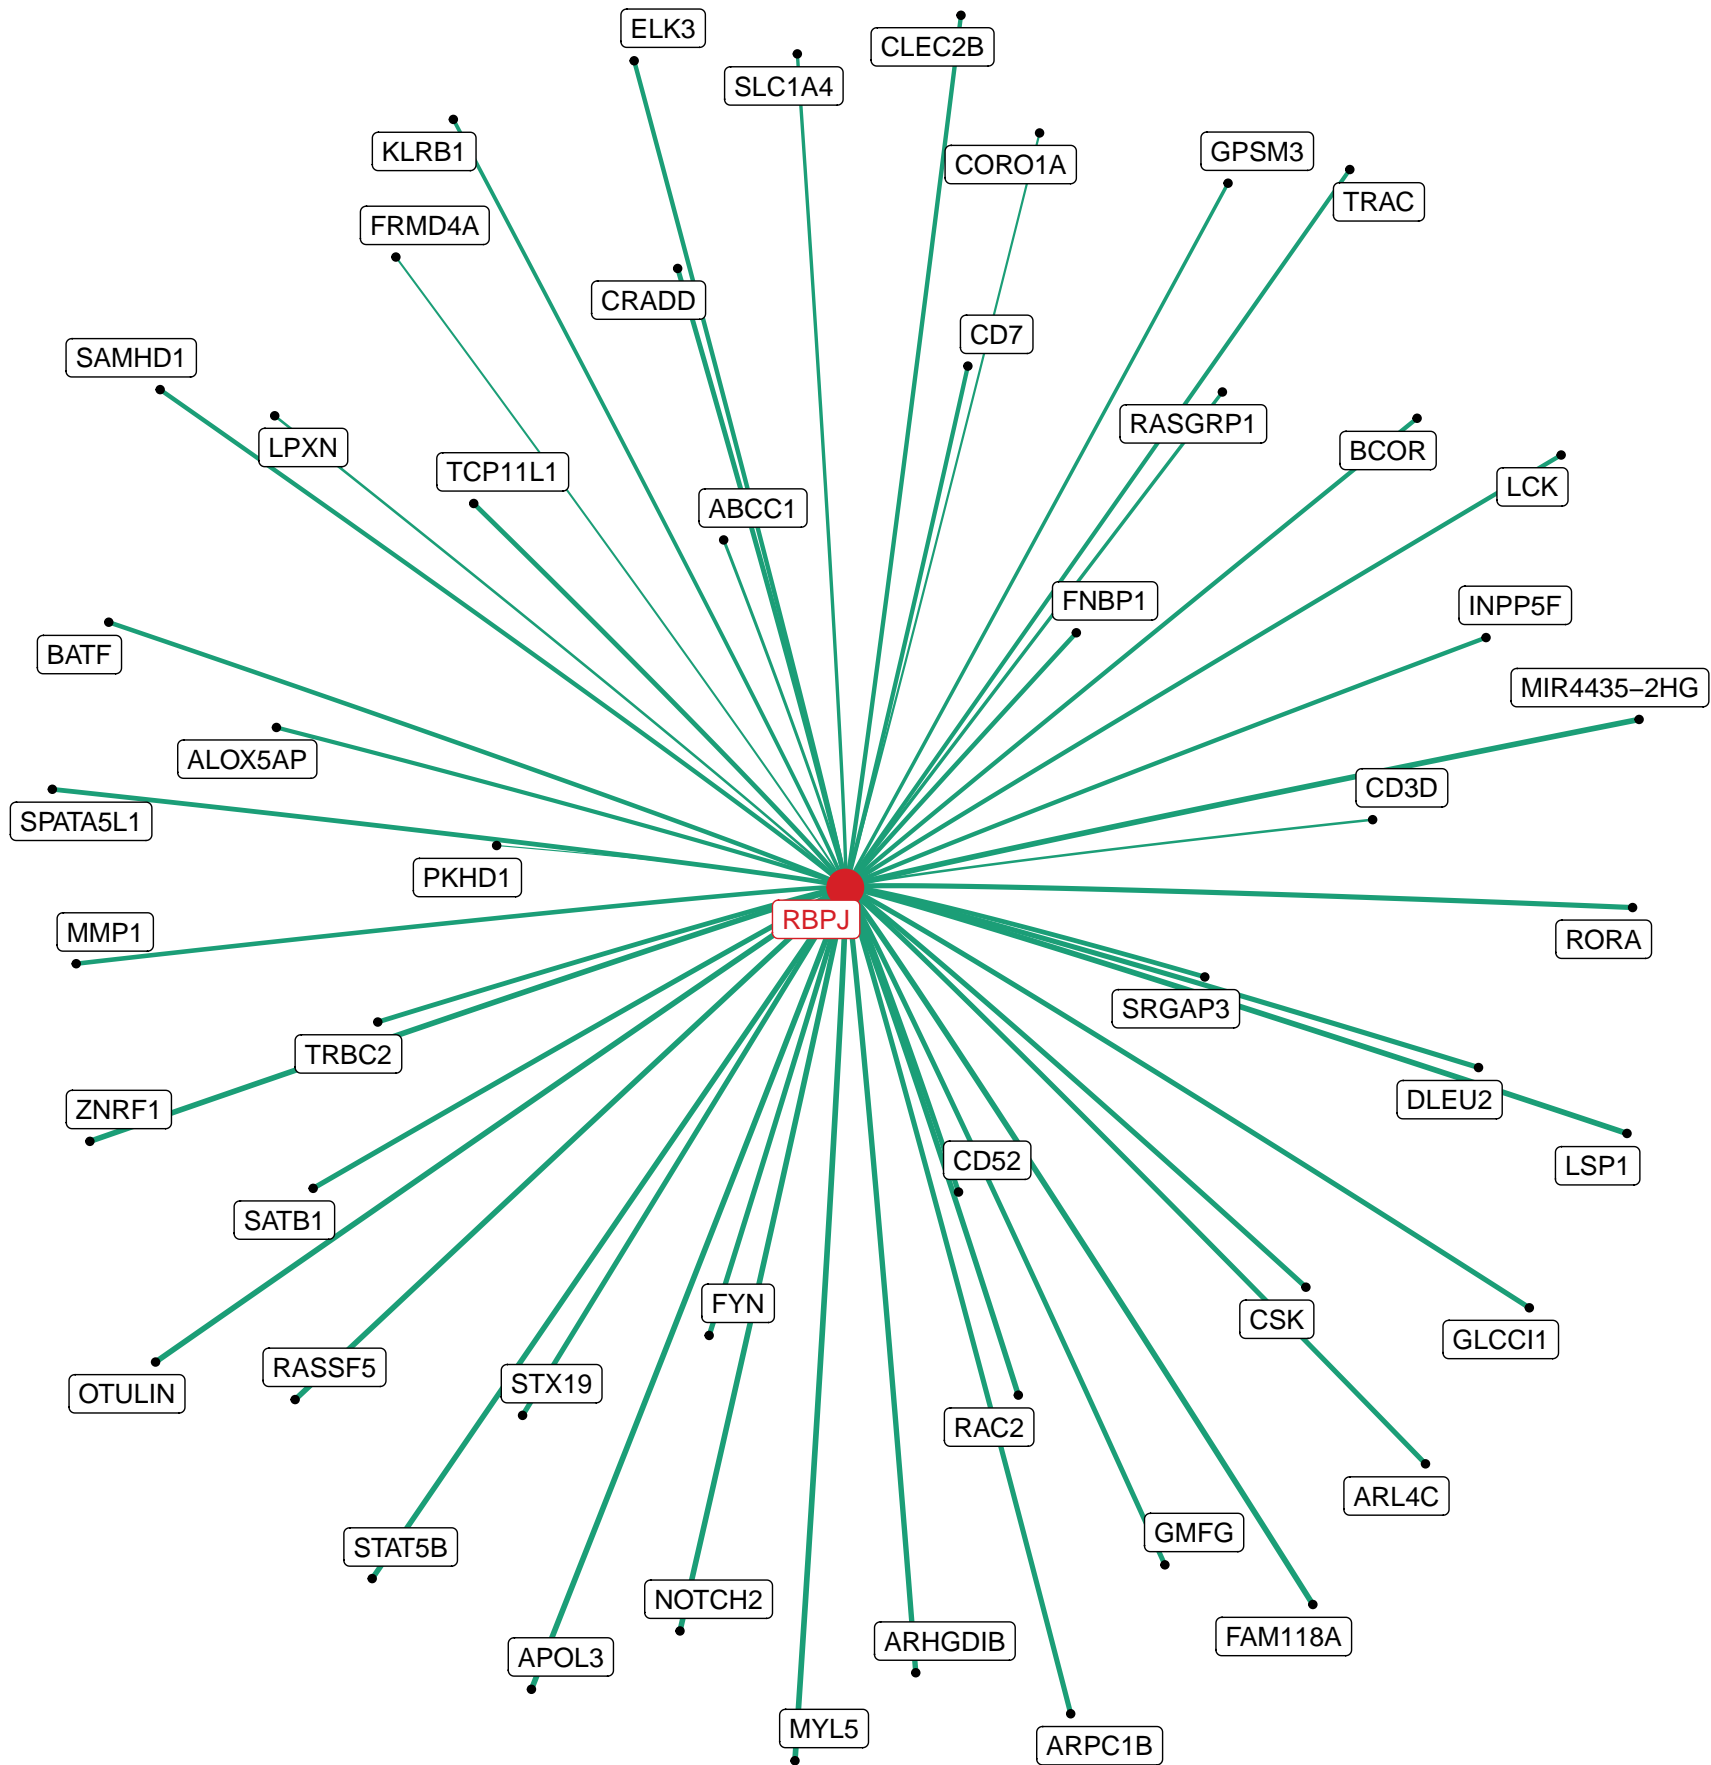 ELK3
CLEC2B
SLC1A4
KLRB1
CORO1A
GPSM3
TRAC
FRMD4A
CRADD
CD7
SAMHD1
RASGRP1
LPXN
BCOR
TCP11L1
LCK
ABCC1
FNBP1
INPP5F
BATF
MIR4435−2HG
ALOX5AP
CD3D
SPATA5L1
PKHD1
RBPJ
MMP1
RORA
SRGAP3
TRBC2
DLEU2
ZNRF1
CD52
LSP1
SATB1
FYN
CSK
GLCCI1
RASSF5
STX19
OTULIN
RAC2
ARL4C
GMFG
STAT5B
NOTCH2
FAM118A
ARHGDIB
APOL3
MYL5
ARPC1B